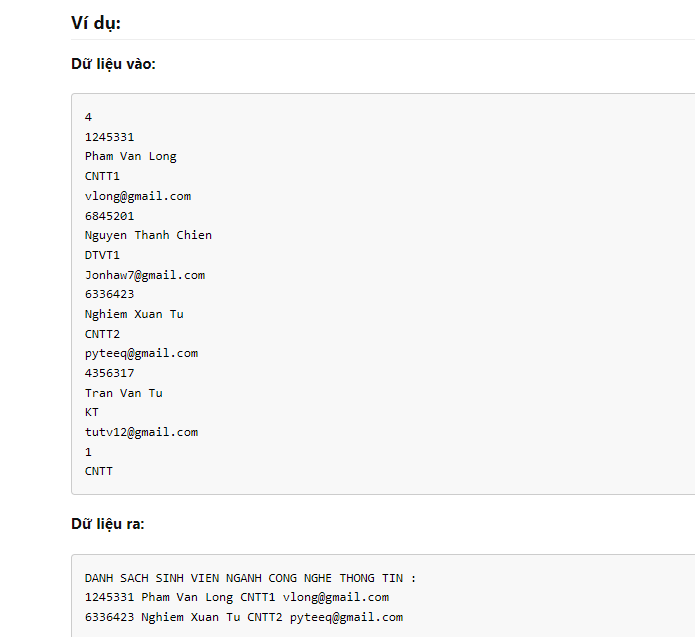 Ví dụ:
Dữ liệu vào:
4
1245331
Pham Van Long
CNTT1
vlong@gmail.com
6845201
Nguyen Thanh Chien
DTVT1
Jonhaw7@gmail.com
6336423
Nghiem Xuan Tu
CNTT2
pyteeq@gmail.com
4356317
Tran Van Tu
KT
tutv12@gmail.com
1
CNTT
Dữ liệu ra:
DANH SACH SINH VIEN NGANH CONG NGHE THONG TIN :
1245331 Pham Van Long CNTT1 vlong@gmail.com
6336423 Nghiem Xuan Tu CNTT2 pyteeq@gmail.com